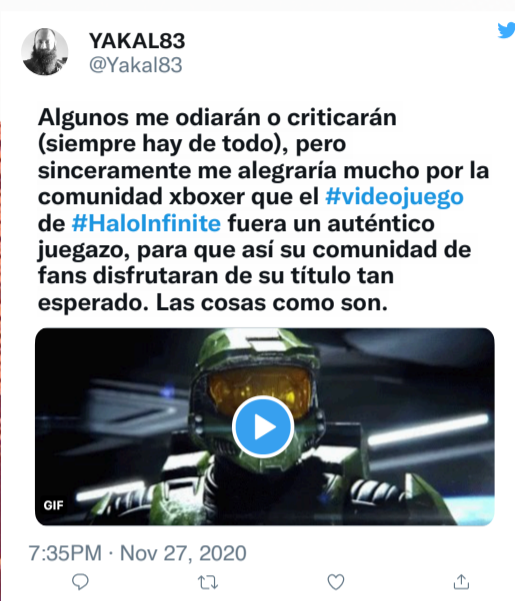 YAKAL83
@Yakal83
Algunos me odiarán o criticarán
(siempre hay de todo), pero
sinceramente me alegraría mucho por la
comunidad xboxer que el #videojuego
de #HaloInfinite fuera un auténtico
juegazo, para que así su comunidad de
fans disfrutaran de su título tan
esperado. Las cosas como son.
GIF
7:35PM · Nov 27, 2020